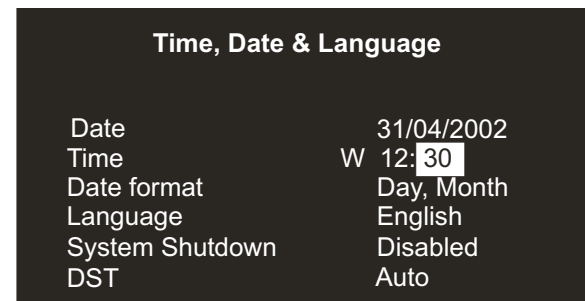 Time, Date & Language
Date 31/04/2002
Time W 12:30
Date format Day, Month
Language English
System Shutdown Disabled
DST Auto